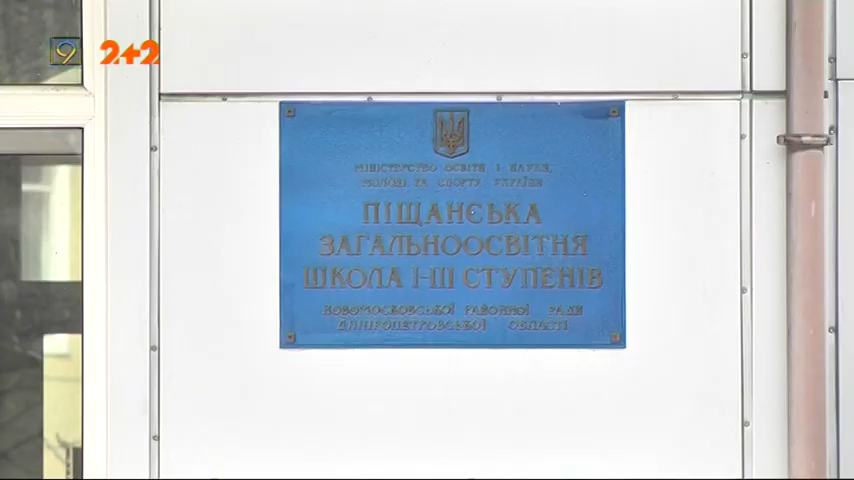 9 2+2
МІНІСТЕРСТВО ОСВІТИ І НАУКИ,
МОЛОДІ ТА СПОРТУ УКРАЇНИ
ПІЩАНСЬКА
ЗАГАЛЬНООСВІТНЯ
ШКОЛА І-ІІІ СТУПЕНІВ
НОВОМОСКОВСЬКОЇ РАЙОННОЇ РАДИ
ДНІПРОПЕТРОВСЬКОЇ ОБЛАСТІ